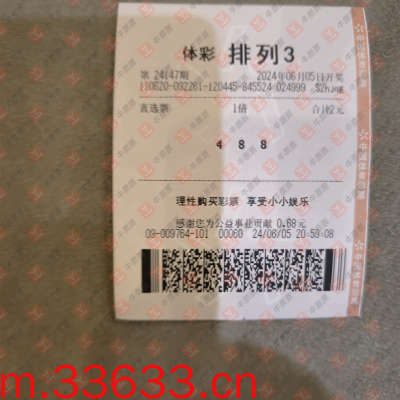 体彩 排列3
第 24147期 2024年06月05日开奖
110620-092281-120445-845524 024999
直选票 1倍 合计2元
4 8 8
理性购买彩票 享受小小娱乐
感谢您为公益事业贡献 0.68元
09-009764-101 00060 24/06/05 20:59:08
m.33633.cn